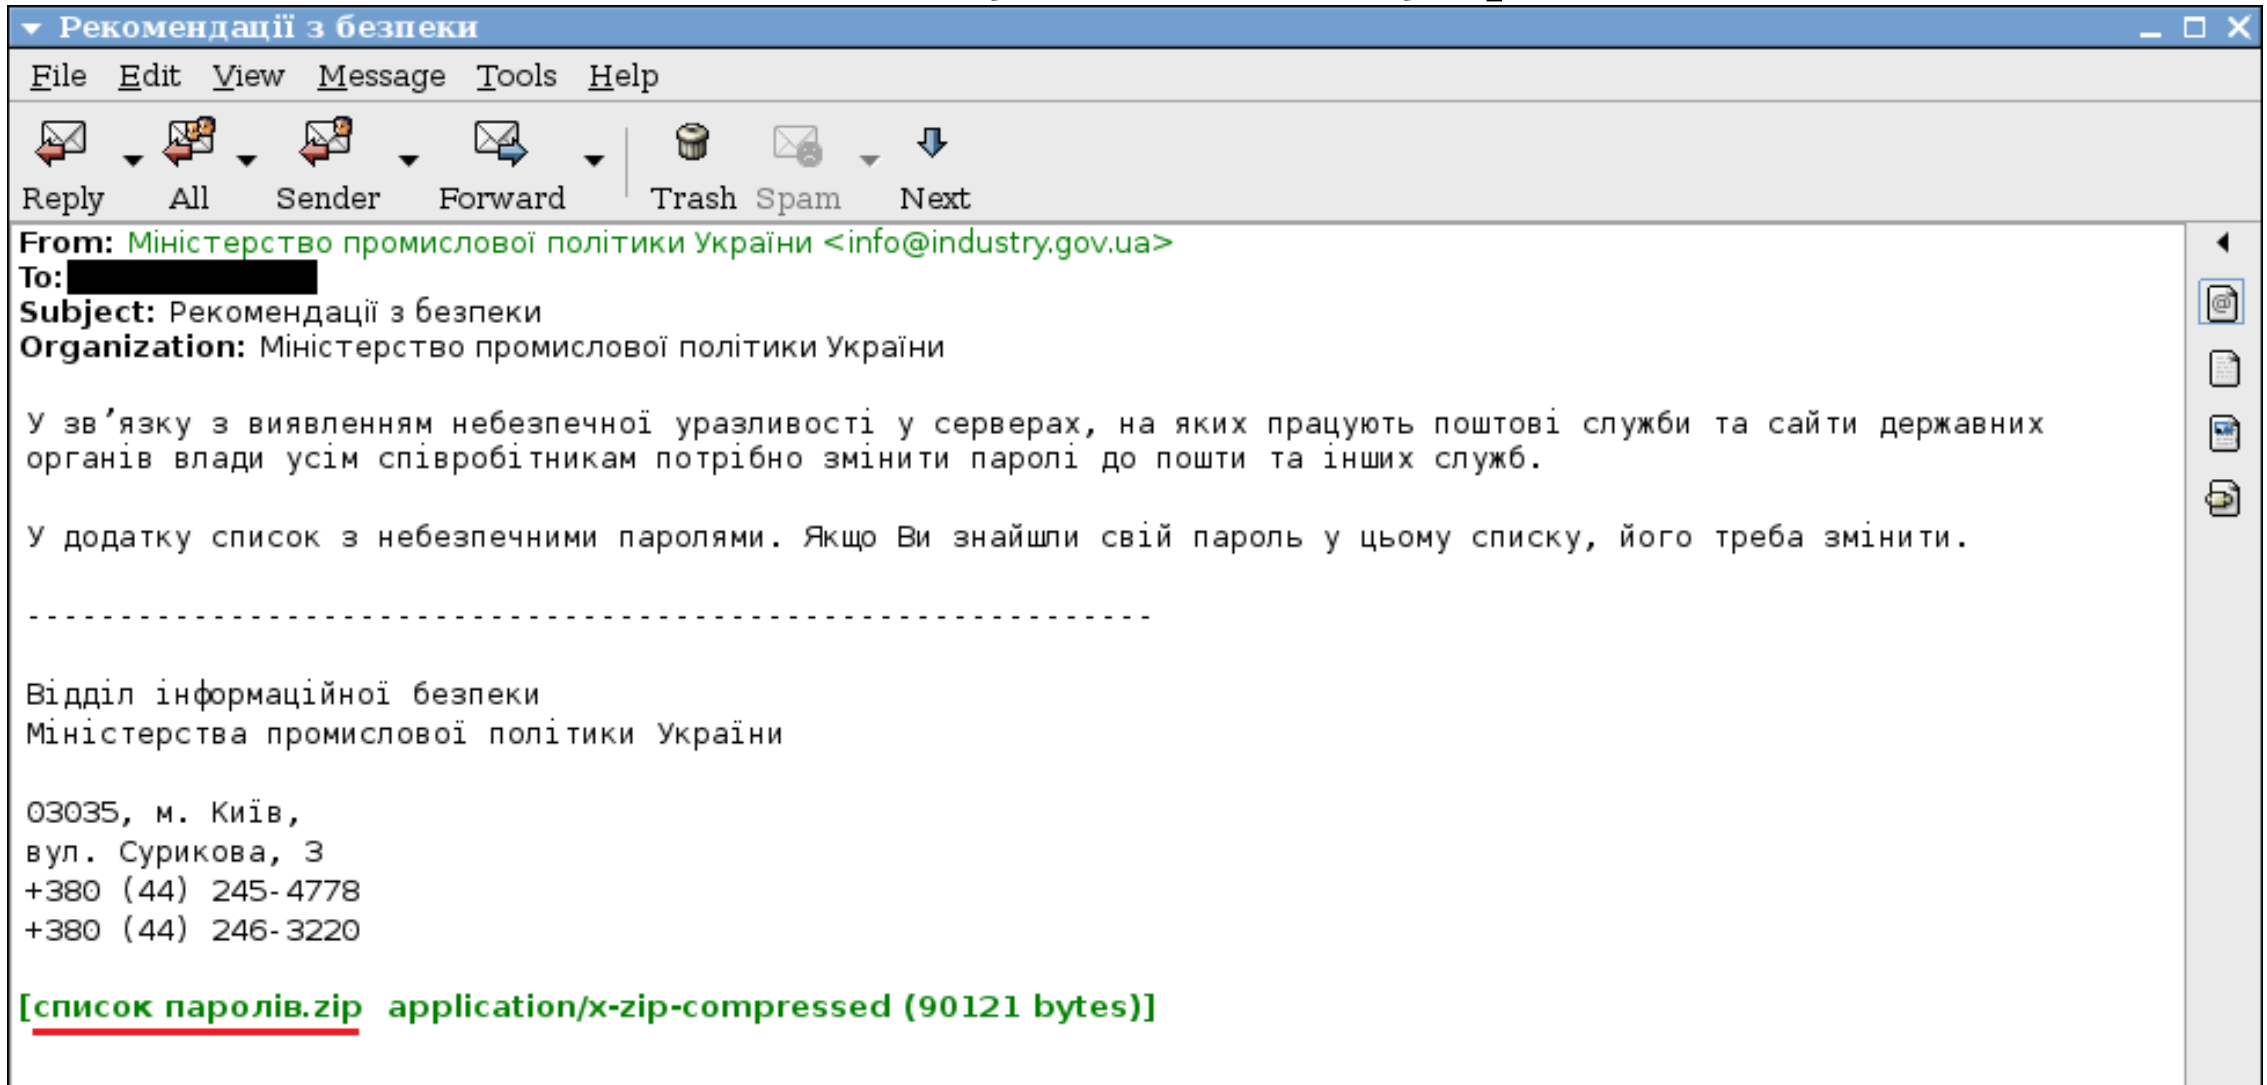 Рекомендації з безпеки
File Edit View Message Tools Help
Reply All Sender Forward Trash Spam Next
From: Міністерство промислової політики України <info@industry.gov.ua>
To:
Subject: Рекомендації з безпеки
Organization: Міністерство промислової політики України
У зв’язку з виявленням небезпечної уразливості у серверах, на яких працують поштові служби та сайти державних
органів влади усім співробітникам потрібно змінити паролі до пошти та інших служб.
У додатку список з небезпечними паролями. Якщо Ви знайшли свій пароль у цьому списку, його треба змінити.
-------------------------------------------------------------
Відділ інформаційної безпеки
Міністерства промислової політики України
03035, м. Київ,
вул. Сурикова, 3
+380 (44) 245-4778
+380 (44) 246-3220
[список паролів.zip application/x-zip-compressed (90121 bytes)]